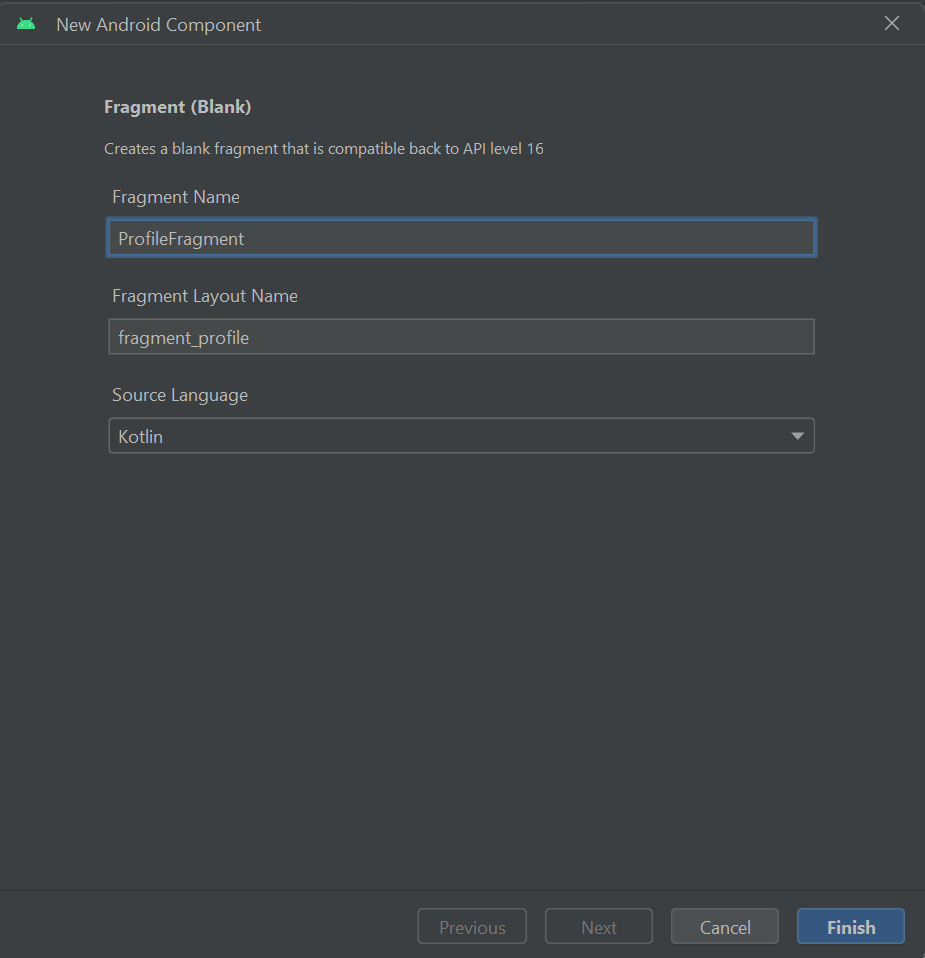 New Android Component
Fragment (Blank)
Creates a blank fragment that is compatible back to API level 16
Fragment Name
ProfileFragment
Fragment Layout Name
fragment_profile
Source Language
Kotlin
Previous
Next
Cancel
Finish